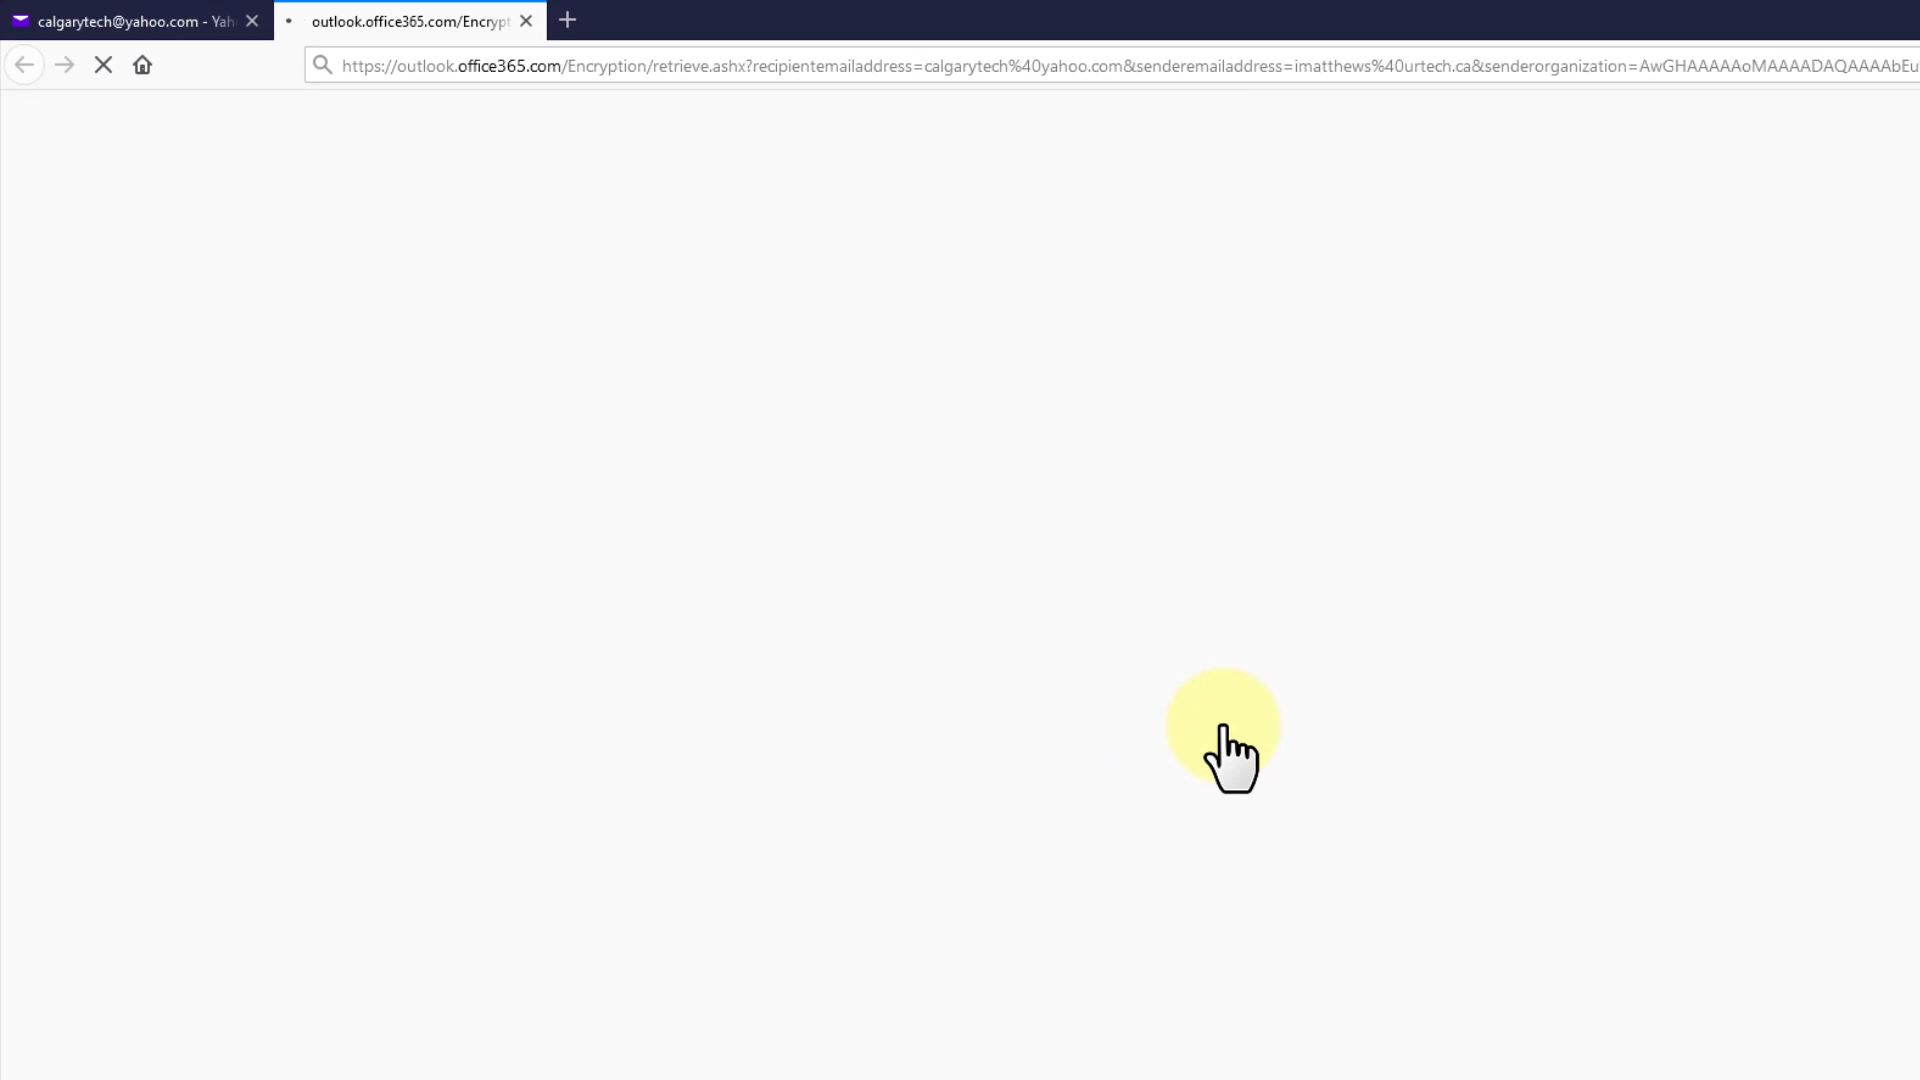 calgarytech@yahoo.com - Yah
outlook.office365.com/Encrypt
https://outlook.office365.com/Encryption/retrieve.ashx?recipientemailaddress=calgarytech%40yahoo.com&senderemailaddress=imatthews%40urtech.ca&senderorganization=AwGHAAAAAoMAAAADAQAAAAbEu